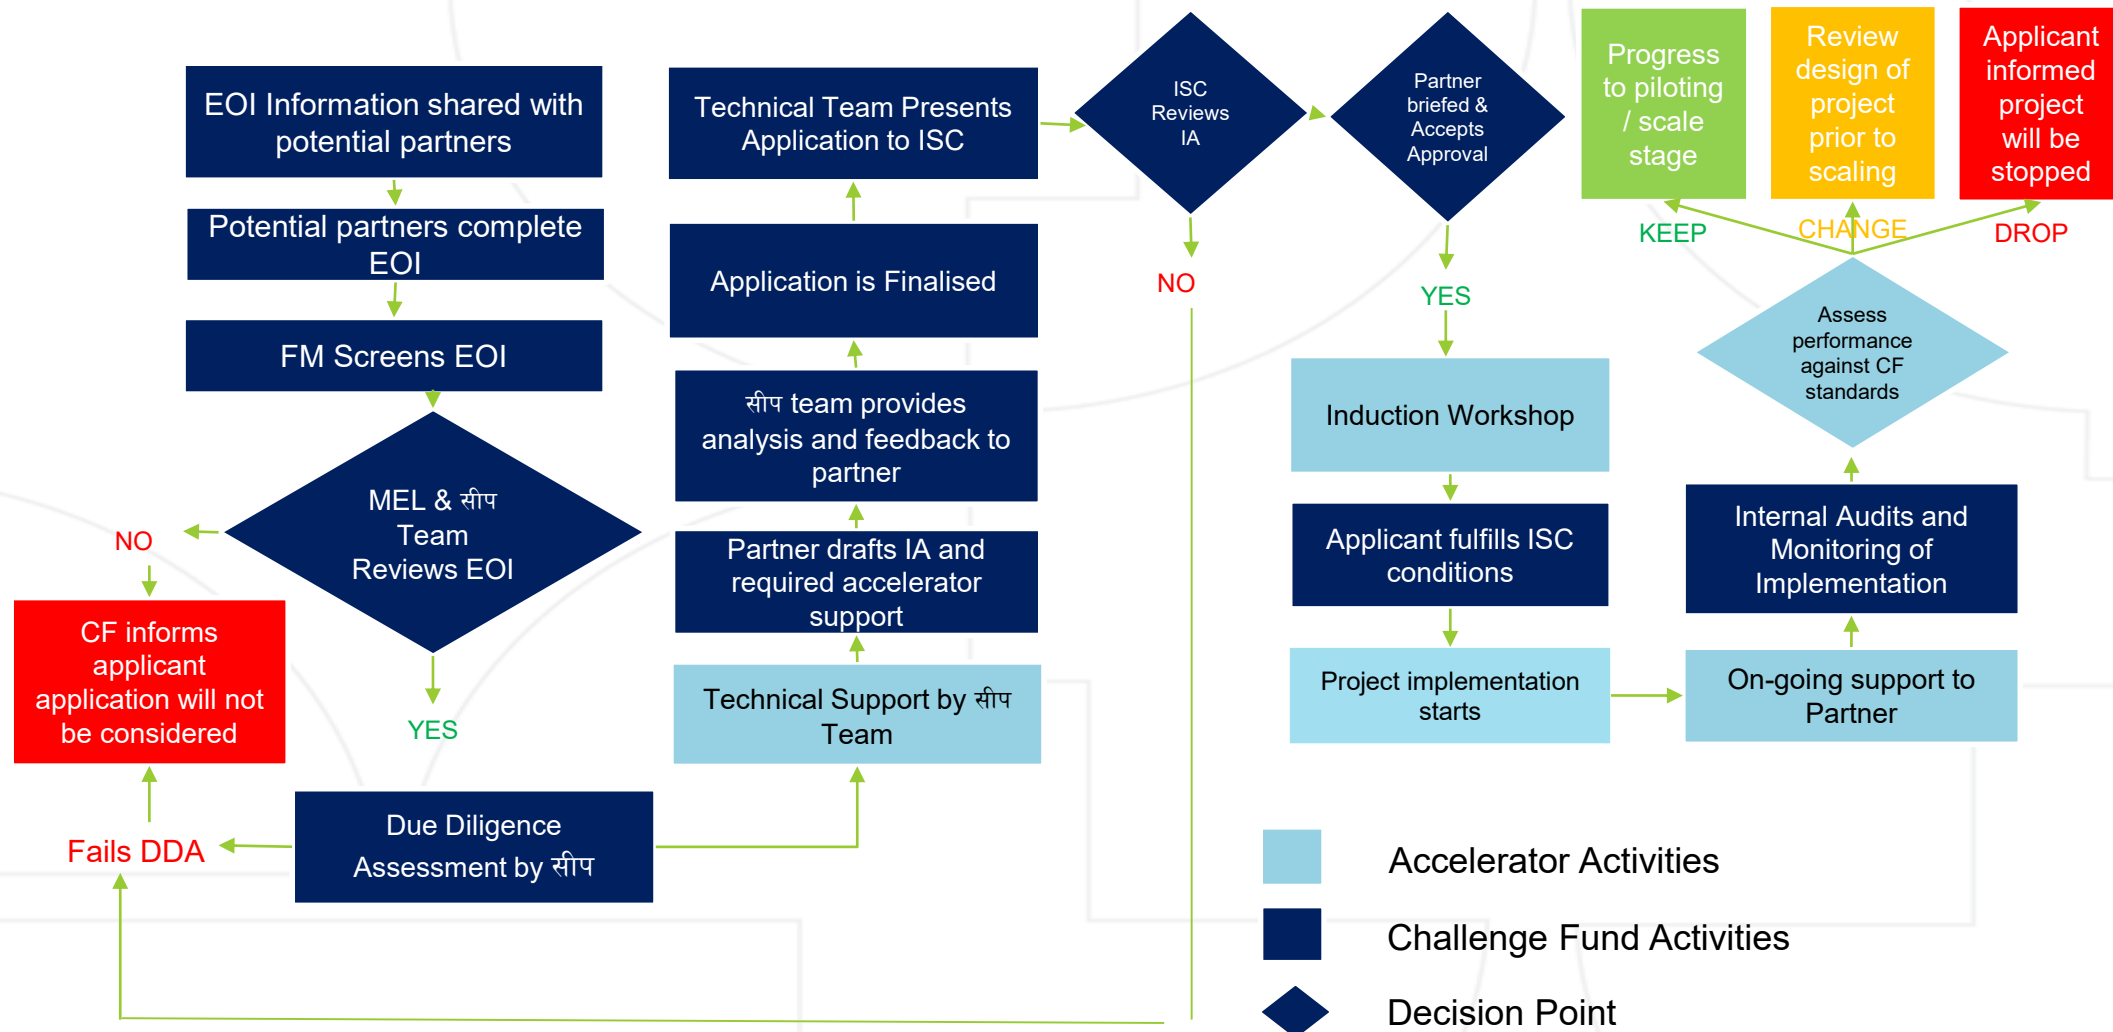 EOI Information shared with
potential partners
Potential partners complete
EOI
FM Screens EOI
MEL & सीप
Team
Reviews EOI
NO
CF informs
applicant
application will not
be considered
YES
Fails DDA
Due Diligence
Assessment by सीप
Technical Team Presents
Application to ISC
Application is Finalised
सीप team provides
analysis and feedback to
partner
Partner drafts IA and
required accelerator
support
Technical Support by सीप
Team
ISC
Reviews
IA
NO
Partner
briefed &
Accepts
Approval
YES
Induction Workshop
Applicant fulfills ISC
conditions
Project implementation
starts
Progress
to piloting
/ scale
stage
Review
design of
project
prior to
scaling
Applicant
informed
project
will be
stopped
KEEP
CHANGE
DROP
Assess
performance
against CF
standards
Internal Audits and
Monitoring of
Implementation
On-going support to
Partner
Accelerator Activities
Challenge Fund Activities
Decision Point